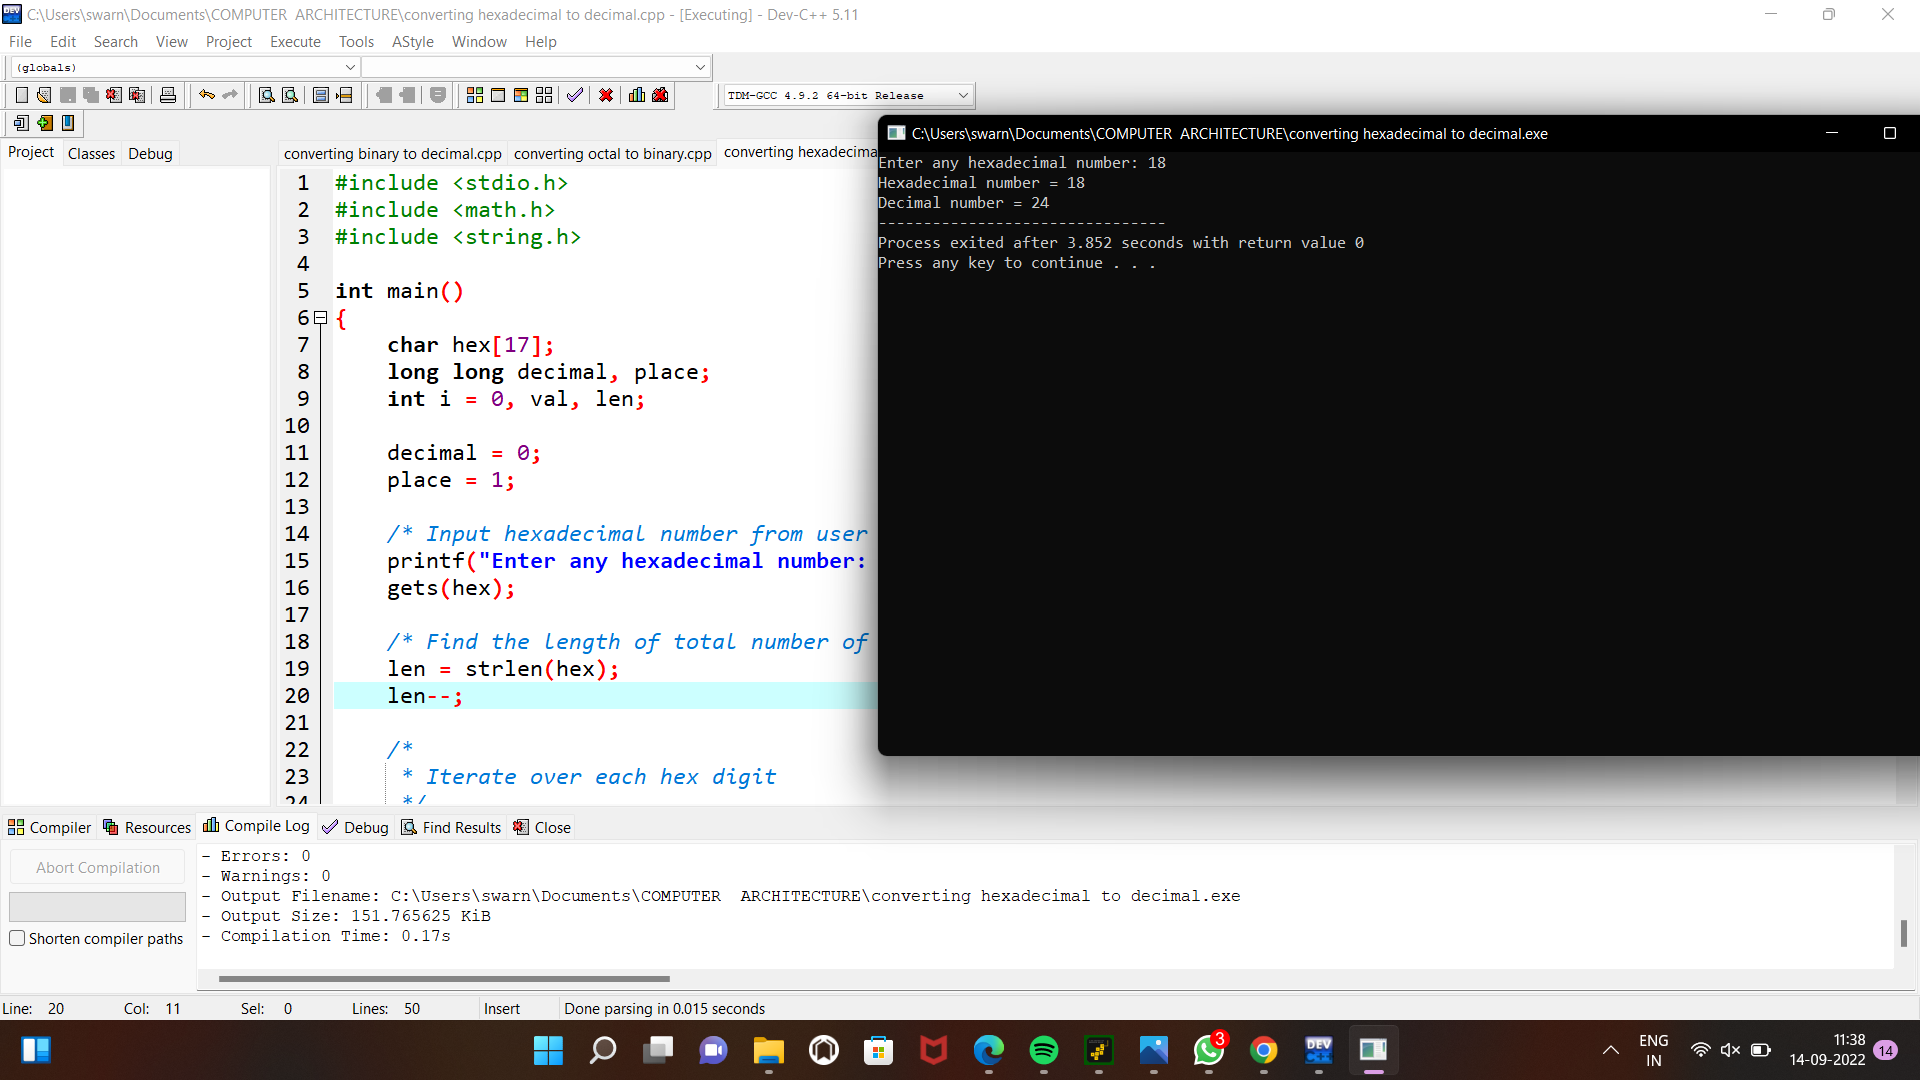 C:\Users\swarn\Documents\COMPUTER  ARCHITECTURE\converting hexadecimal to decimal.cpp - [Executing] - Dev-C++ 5.11
File Edit Search View Project Execute Tools AStyle Window Help
(globals)
TDM-GCC 4.9.2 64-bit Release
Project Classes Debug
converting binary to decimal.cpp converting octal to binary.cpp converting hexadecima
1 #include <stdio.h>
2 #include <math.h>
3 #include <string.h>
4
5 int main()
6 {
7 char hex[17];
8 long long decimal, place;
9 int i = 0, val, len;
10
11 decimal = 0;
12 place = 1;
13
14 /* Input hexadecimal number from user
15 printf("Enter any hexadecimal number:
16 gets(hex);
17
18 /* Find the length of total number of
19 len = strlen(hex);
20 len--;
21
22 /*
23 * Iterate over each hex digit
24 */
C:\Users\swarn\Documents\COMPUTER  ARCHITECTURE\converting hexadecimal to decimal.exe
Enter any hexadecimal number: 18
Hexadecimal number = 18
Decimal number = 24
--------------------------------
Process exited after 3.852 seconds with return value 0
Press any key to continue . . .
Compiler Resources Compile Log Debug Find Results Close
Abort Compilation
Shorten compiler paths
- Errors: 0
- Warnings: 0
- Output Filename: C:\Users\swarn\Documents\COMPUTER  ARCHITECTURE\converting hexadecimal to decimal.exe
- Output Size: 151.765625 KiB
- Compilation Time: 0.17s
Line: 20 Col: 11 Sel: 0 Lines: 50 Insert Done parsing in 0.015 seconds
3
DEV
ENG
IN
11:38
14-09-2022
14